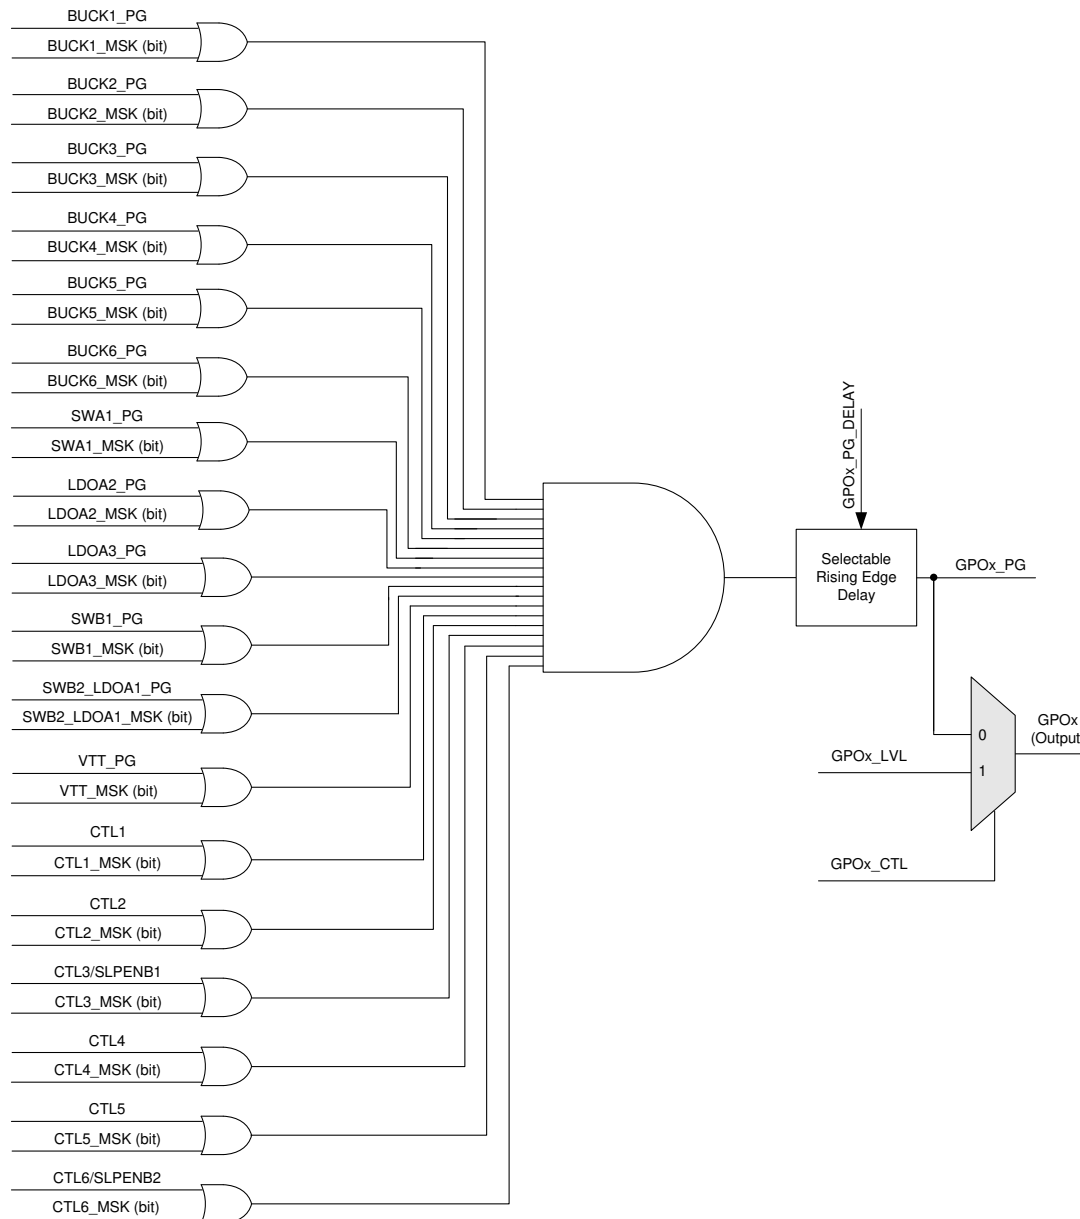 BUCK1_PG
BUCK1_MSK (bit)
BUCK2_PG
BUCK2_MSK (bit)
BUCK3_PG
BUCK3_MSK (bit)
BUCK4_PG
BUCK4_MSK (bit)
BUCK5_PG
BUCK5_MSK (bit)
BUCK6_PG
BUCK6_MSK (bit)
SWA1_PG
SWA1_MSK (bit)
LDOA2_PG
LDOA2_MSK (bit)
LDOA3_PG
LDOA3_MSK (bit)
SWB1_PG
SWB1_MSK (bit)
SWB2_LDOA1_PG
SWB2_LDOA1_MSK (bit)
VTT_PG
VTT_MSK (bit)
CTL1
CTL1_MSK (bit)
CTL2
CTL2_MSK (bit)
CTL3/SLPENB1
CTL3_MSK (bit)
CTL4
CTL4_MSK (bit)
CTL5
CTL5_MSK (bit)
CTL6/SLPENB2
CTL6_MSK (bit)
GPOx_PG_DELAY
Selectable
Rising Edge
Delay
GPOx_PG
GPOx
(Output
0
GPOx_LVL
1
GPOx_CTL